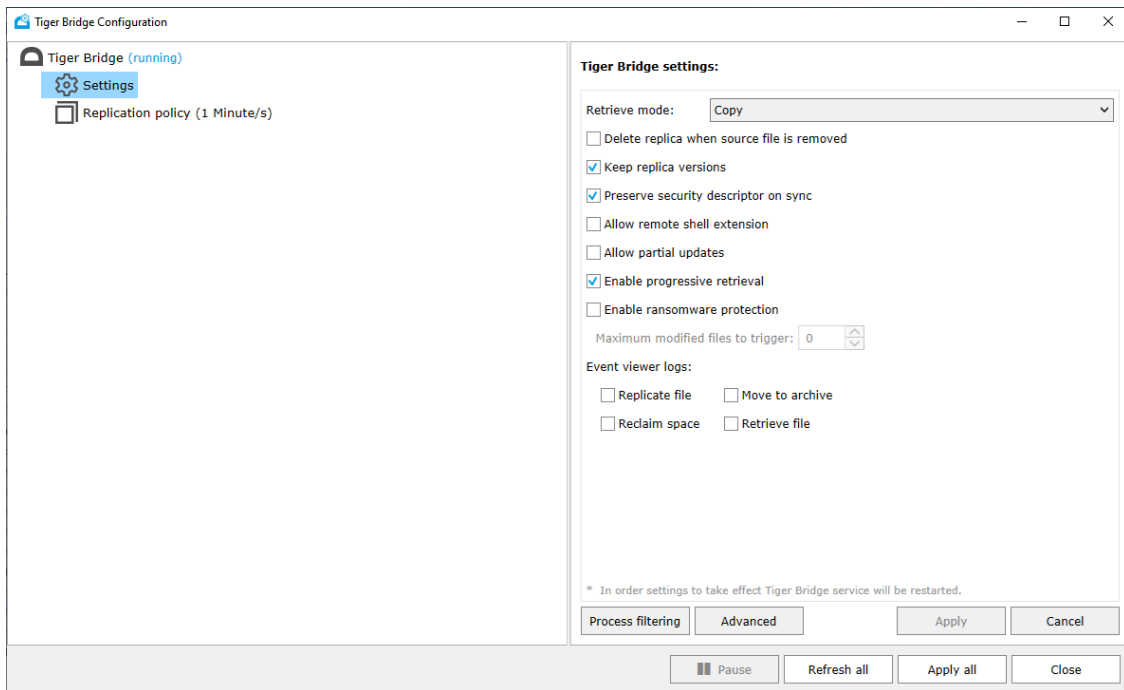 Tiger Bridge Configuration
Tiger Bridge (running)
Settings
Replication policy (1 Minute/s)
Tiger Bridge settings:
Retrieve mode: Copy
Delete replica when source file is removed
Keep replica versions
Preserve security descriptor on sync
Allow remote shell extension
Allow partial updates
Enable progressive retrieval
Enable ransomware protection
Maximum modified files to trigger: 0
Event viewer logs:
Replicate file Move to archive
Reclaim space Retrieve file
* In order settings to take effect Tiger Bridge service will be restarted.
Process filtering Advanced Apply Cancel
Pause Refresh all Apply all Close